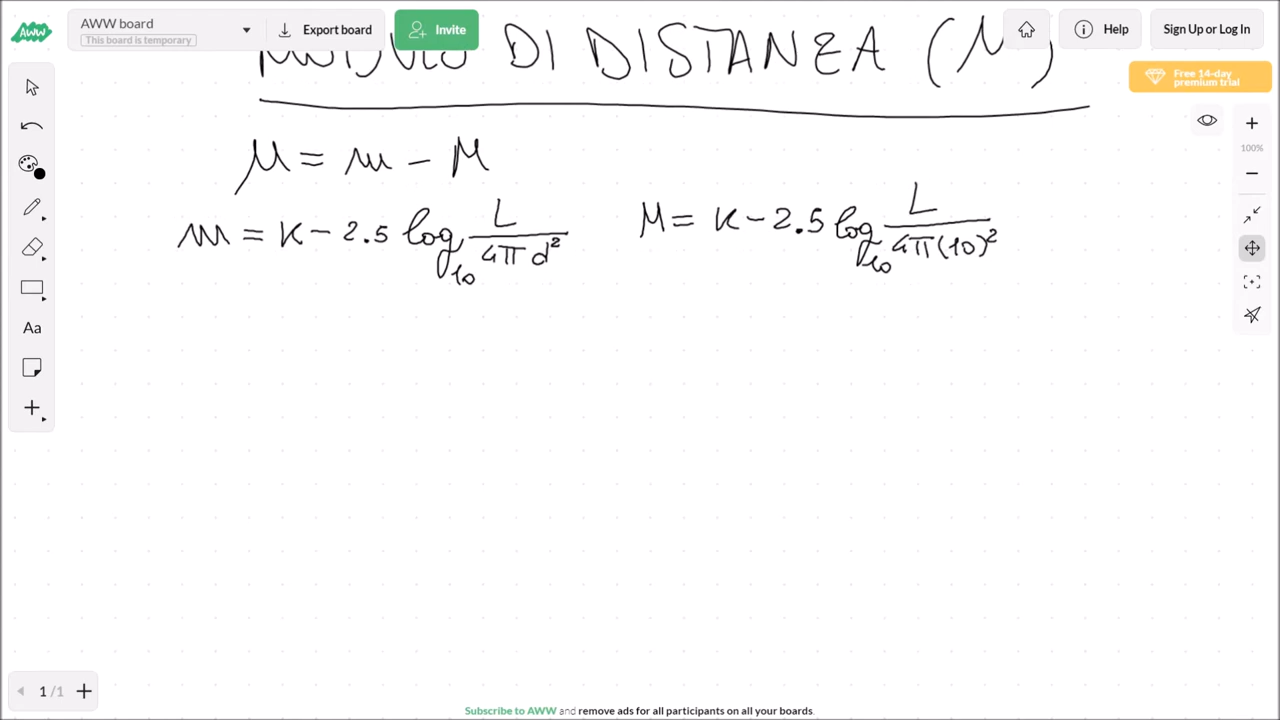 AWW
AWW board
This board is temporary
Export board
Invite
Help
Sign Up or Log In
MODULO DI DISTANZA (μ)
Free 14-day
premium trial
100%
μ = m - M
m = K - 2.5 log₁₀ L/4πd²
M = K - 2.5 log₁₀ L/4π(10)²
Aa
1 /1
Subscribe to AWW and remove ads for all participants on all your boards.